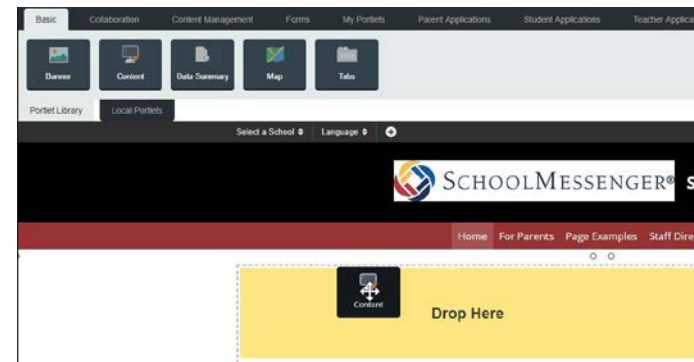 Basic Collaboration Content Management Forms My Portlets Parent Applications Student Applications Teacher Applica
Banner Content Data Summary Map Tabs
Portlet Library Local Portlets
Select a School Language
SCHOOLMESSENGER® S
Home For Parents Page Examples Staff Dire
Content
Drop Here